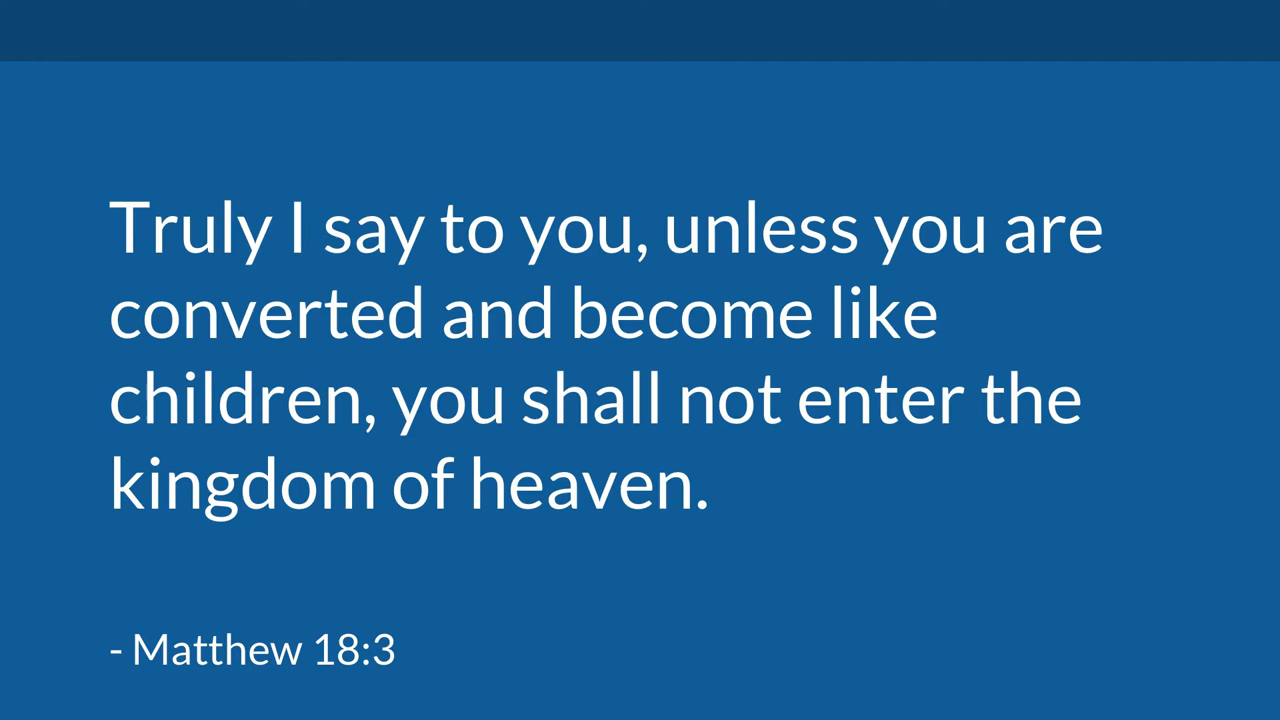 Truly I say to you, unless you are
converted and become like
children, you shall not enter the
kingdom of heaven.
- Matthew 18:3